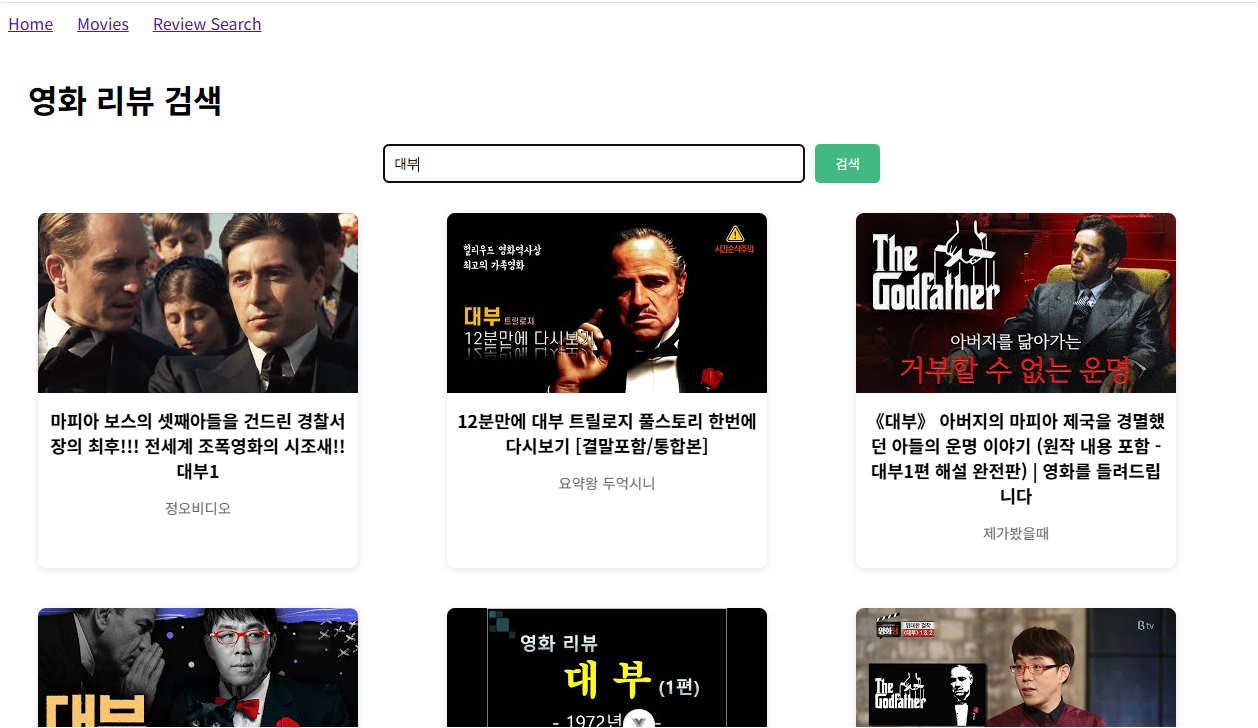 Home Movies Review Search
영화 리뷰 검색
대부
검색
헐리우드 영화역사상
최고의 가족영화
시간순삭주의
대부 트릴로지
12분만에 다시보기
The
Godfather
아버지를 닮아가는
거부할 수 없는 운명
마피아 보스의 셋째아들을 건드린 경찰서
장의 최후!!! 전세계 조폭영화의 시조새!!
대부1
정오비디오
12분만에 대부 트릴로지 풀스토리 한번에
다시보기 [결말포함/통합본]
요약왕 두억시니
《대부》 아버지의 마피아 제국을 경멸했
던 아들의 운명 이야기 (원작 내용 포함 -
대부1편 해설 완전판) | 영화를 들려드립
니다
제가봤을때
대부
영화 리뷰
대 부 (1편)
- 1972년
위대한 걸작
<대부> 1 & 2
B tv
The
Godfather